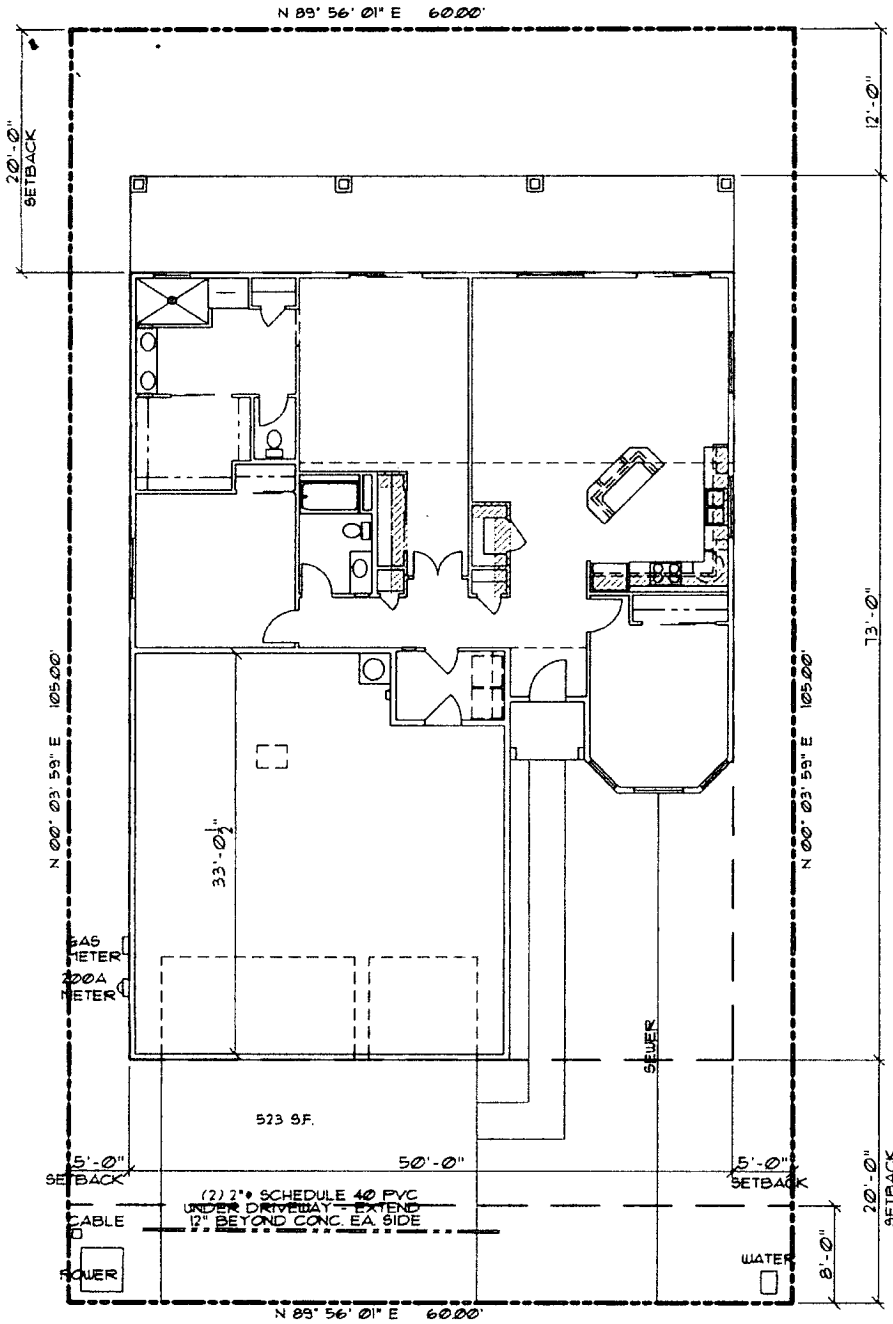 N 89° 56' 01" E 60.00'
20'-0"
SETBACK
12'-0"
73'-0"
N 00° 03' 59" E 105.00'
N 00° 03' 59" E 105.00'
33'-0 1/2"
GAS
METER
200A
METER
SEWER
523 S.F.
5'-0"
SETBACK
50'-0"
5'-0"
SETBACK
20'-0"
SETBACK
(2) 2"⌀ SCHEDULE 40 PVC
UNDER DRIVEWAY - EXTEND
12" BEYOND CONC. EA. SIDE
CABLE
POWER
WATER
8'-0"
N 89° 56' 01" E 60.00'